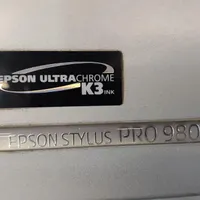 EPSON ULTRACHROME
K3 INK
EPSON STYLUS PRO 980